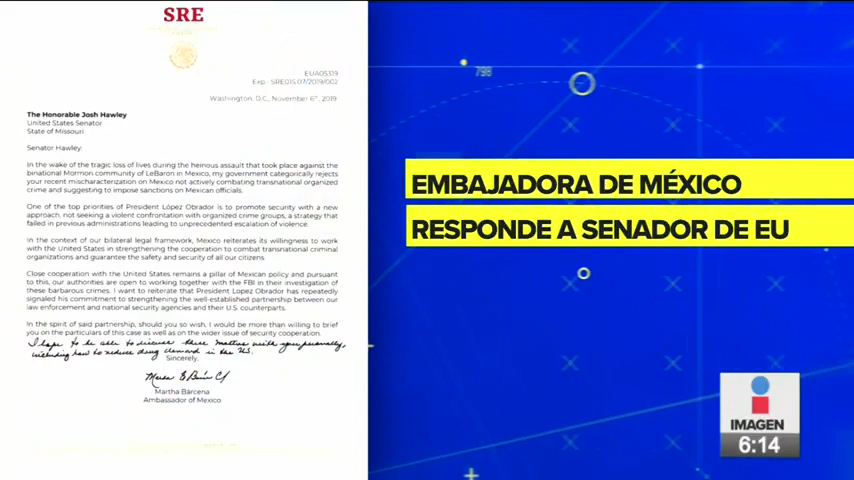 SRE
EUA05319
Exp.- SRE01S.07/2019/002
Washington, D.C., November 6th, 2019
The Honorable Josh Hawley
United States Senator
State of Missouri
Senator Hawley:
In the wake of the tragic loss of lives during the heinous assault that took place against the
binational Mormon community of LeBaron in Mexico, my government categorically rejects
your recent mischaracterization on Mexico not actively combating transnational organized
crime and suggesting to impose sanctions on Mexican officials.
One of the top priorities of President López Obrador is to promote security with a new
approach, not seeking a violent confrontation with organized crime groups, a strategy that
failed in previous administrations leading to unprecedented escalation of violence.
In the context of our bilateral legal framework, Mexico reiterates its willingness to work
with the United States in strengthening the cooperation to combat transnational criminal
organizations and guarantee the safety and security of all our citizens.
Close cooperation with the United States remains a pillar of Mexican policy and pursuant to
this, our authorities are open to working together with the FBI in their investigation of
these barbarous crimes. I want to reiterate that President Lopez Obrador has repeatedly
signaled his commitment to strengthening the well-established partnership between our
law enforcement and national security agencies and their U.S. counterparts.
In the spirit of said partnership, should you so wish, I would be more than willing to brief
you on the particulars of this case as well as on the wider issue of security cooperation.
I hope to be able to discuss these matters with you personally,
including how to reduce drug demand in the US.
Sincerely,
Martha Bárcena
Ambassador of Mexico
798
EMBAJADORA DE MÉXICO
RESPONDE A SENADOR DE EU
IMAGEN
6:14